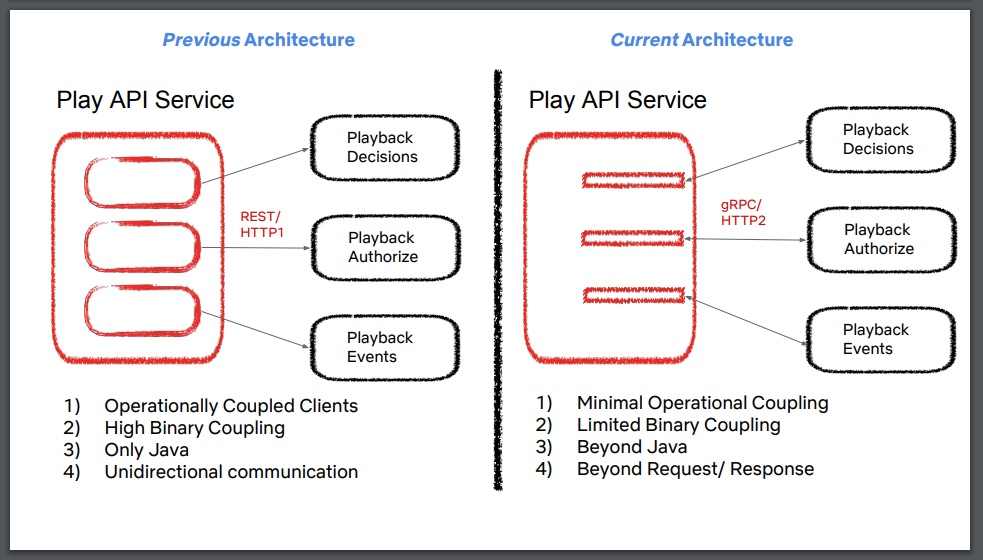 Previous Architecture
Play API Service
Playback
Decisions
REST/
HTTP1
Playback
Authorize
Playback
Events
1) Operationally Coupled Clients
2) High Binary Coupling
3) Only Java
4) Unidirectional communication
Current Architecture
Play API Service
Playback
Decisions
gRPC/
HTTP2
Playback
Authorize
Playback
Events
1) Minimal Operational Coupling
2) Limited Binary Coupling
3) Beyond Java
4) Beyond Request/ Response